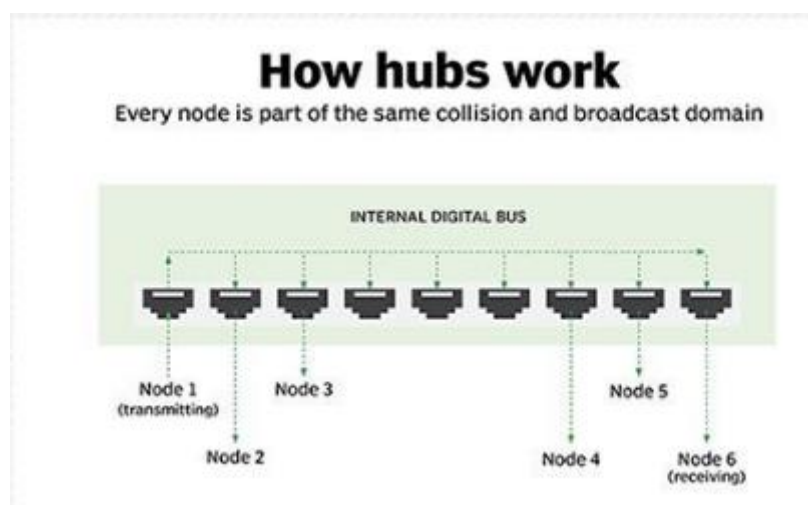 How hubs work
Every node is part of the same collision and broadcast domain
INTERNAL DIGITAL BUS
Node 1
(transmitting)
Node 2
Node 3
Node 4
Node 5
Node 6
(receiving)